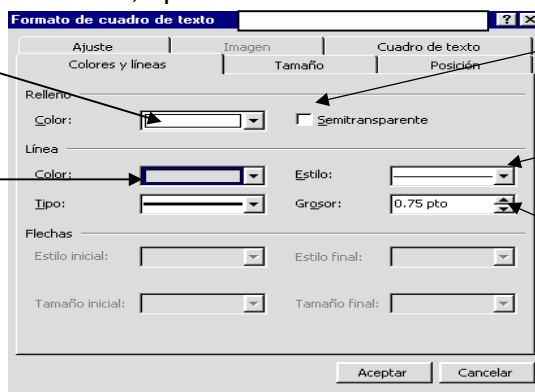 Formato de cuadro de texto
Ajuste Imagen Cuadro de texto
Colores y líneas Tamaño Posición
Relleno
Color: Semitransparente
Línea
Color: Estilo:
Tipo: Grosor: 0.75 pto
Flechas
Estilo inicial: Estilo final:
Tamaño inicial: Tamaño final:
Aceptar Cancelar